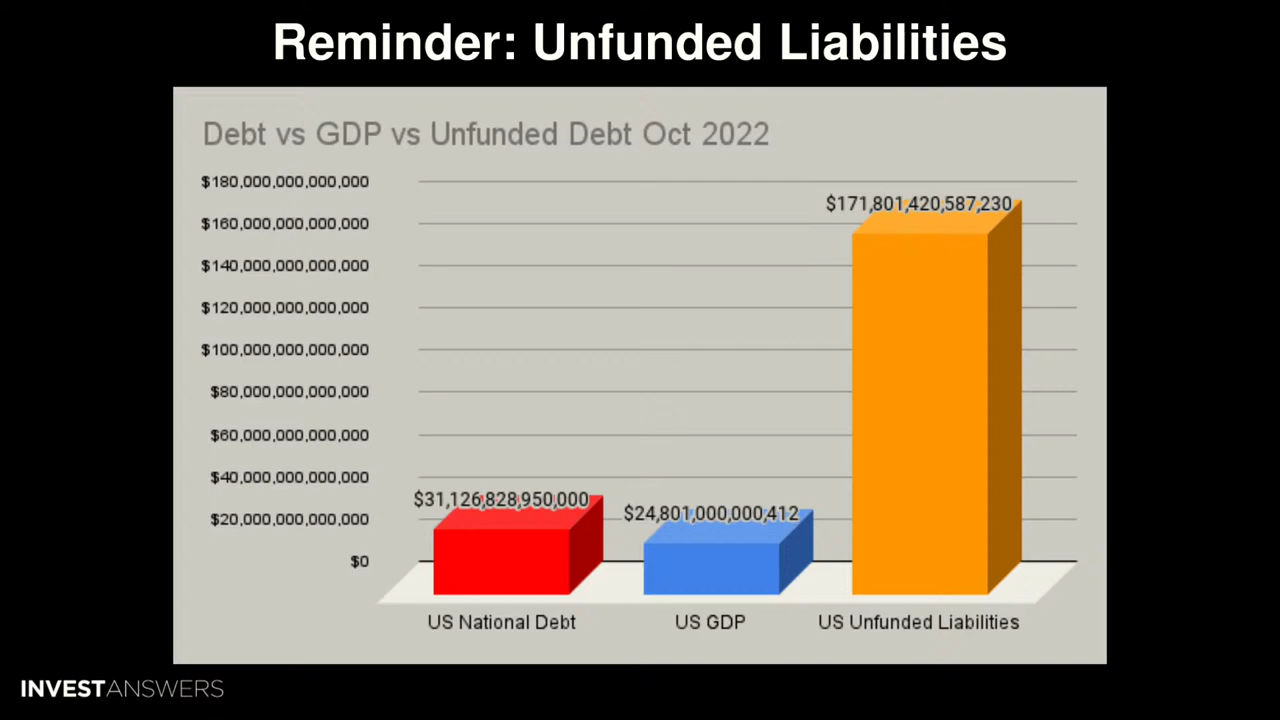 Reminder: Unfunded Liabilities
Debt vs GDP vs Unfunded Debt Oct 2022
$180,000,000,000,000
$160,000,000,000,000
$140,000,000,000,000
$120,000,000,000,000
$100,000,000,000,000
$80,000,000,000,000
$60,000,000,000,000
$40,000,000,000,000
$20,000,000,000,000
$0
$31,126,828,950,000
$24,801,000,000,412
$171,801,420,587,230
US National Debt
US GDP
US Unfunded Liabilities
INVESTANSWERS